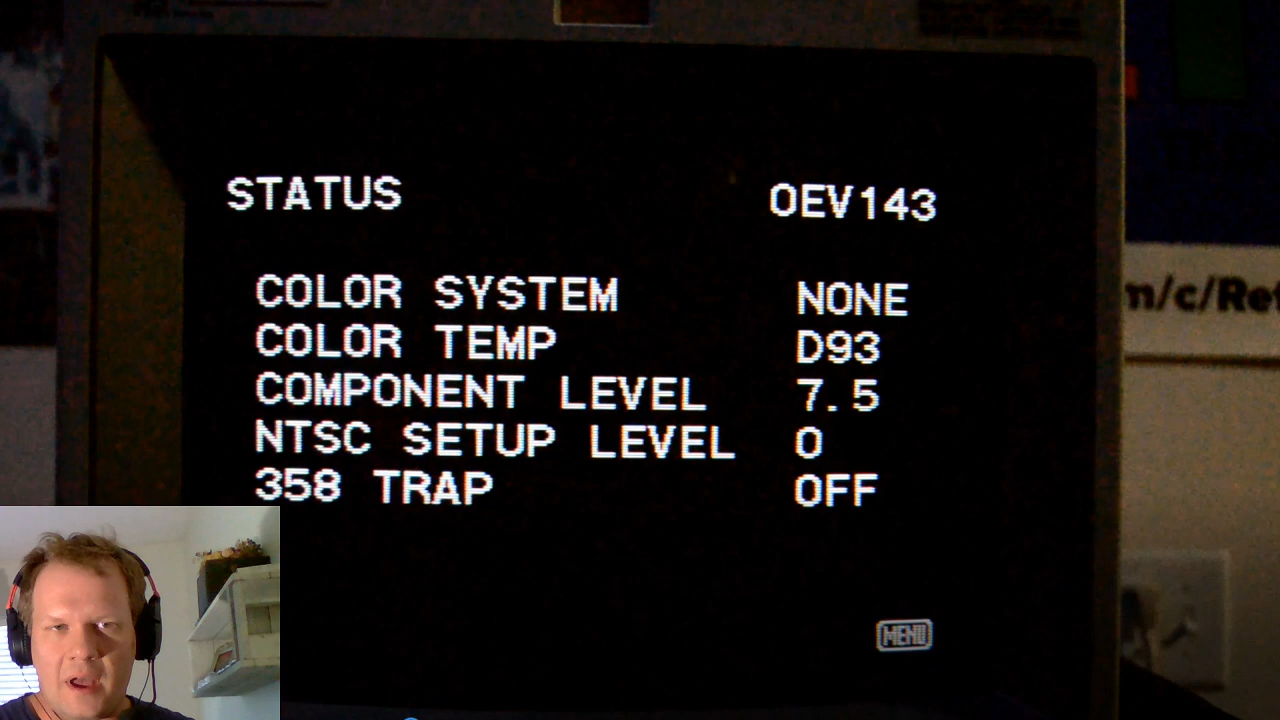 STATUS OEV143
COLOR SYSTEM NONE
COLOR TEMP D93
COMPONENT LEVEL 7.5
NTSC SETUP LEVEL 0
358 TRAP OFF
MENU
m/c/Re